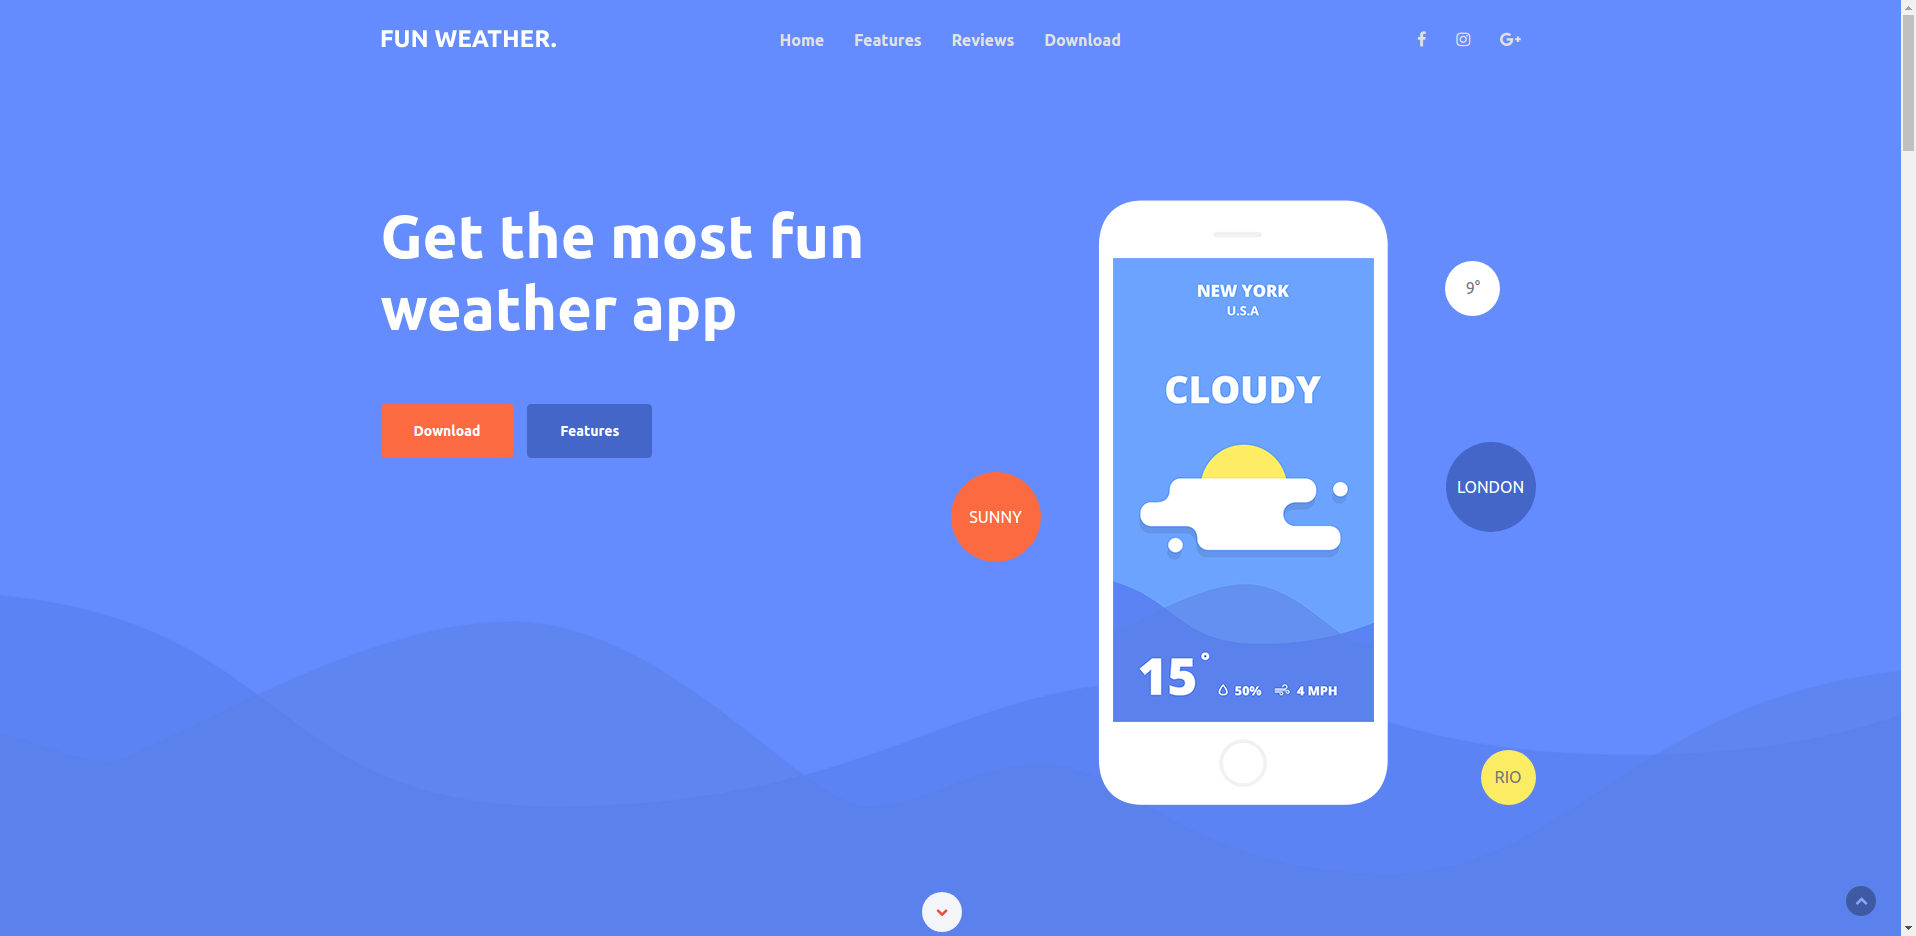 FUN WEATHER.
Home Features Reviews Download
Get the most fun
weather app
Download Features
NEW YORK
U.S.A
CLOUDY
15° 50% 4 MPH
9°
SUNNY
LONDON
RIO